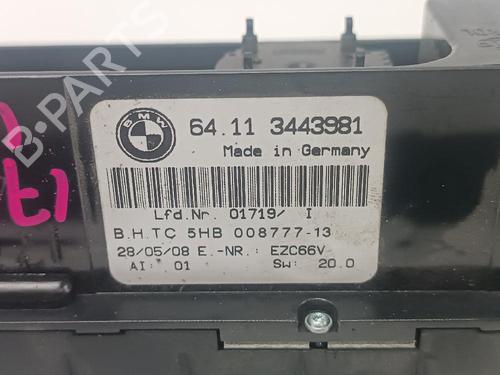 BMW
64.11 3443981
Made in Germany
Lfd.Nr. 01719/ I
B.H.TC 5HB 008777-13
28/05/08 E.-NR.: EZC66V
AI: 01 SW: 20.0